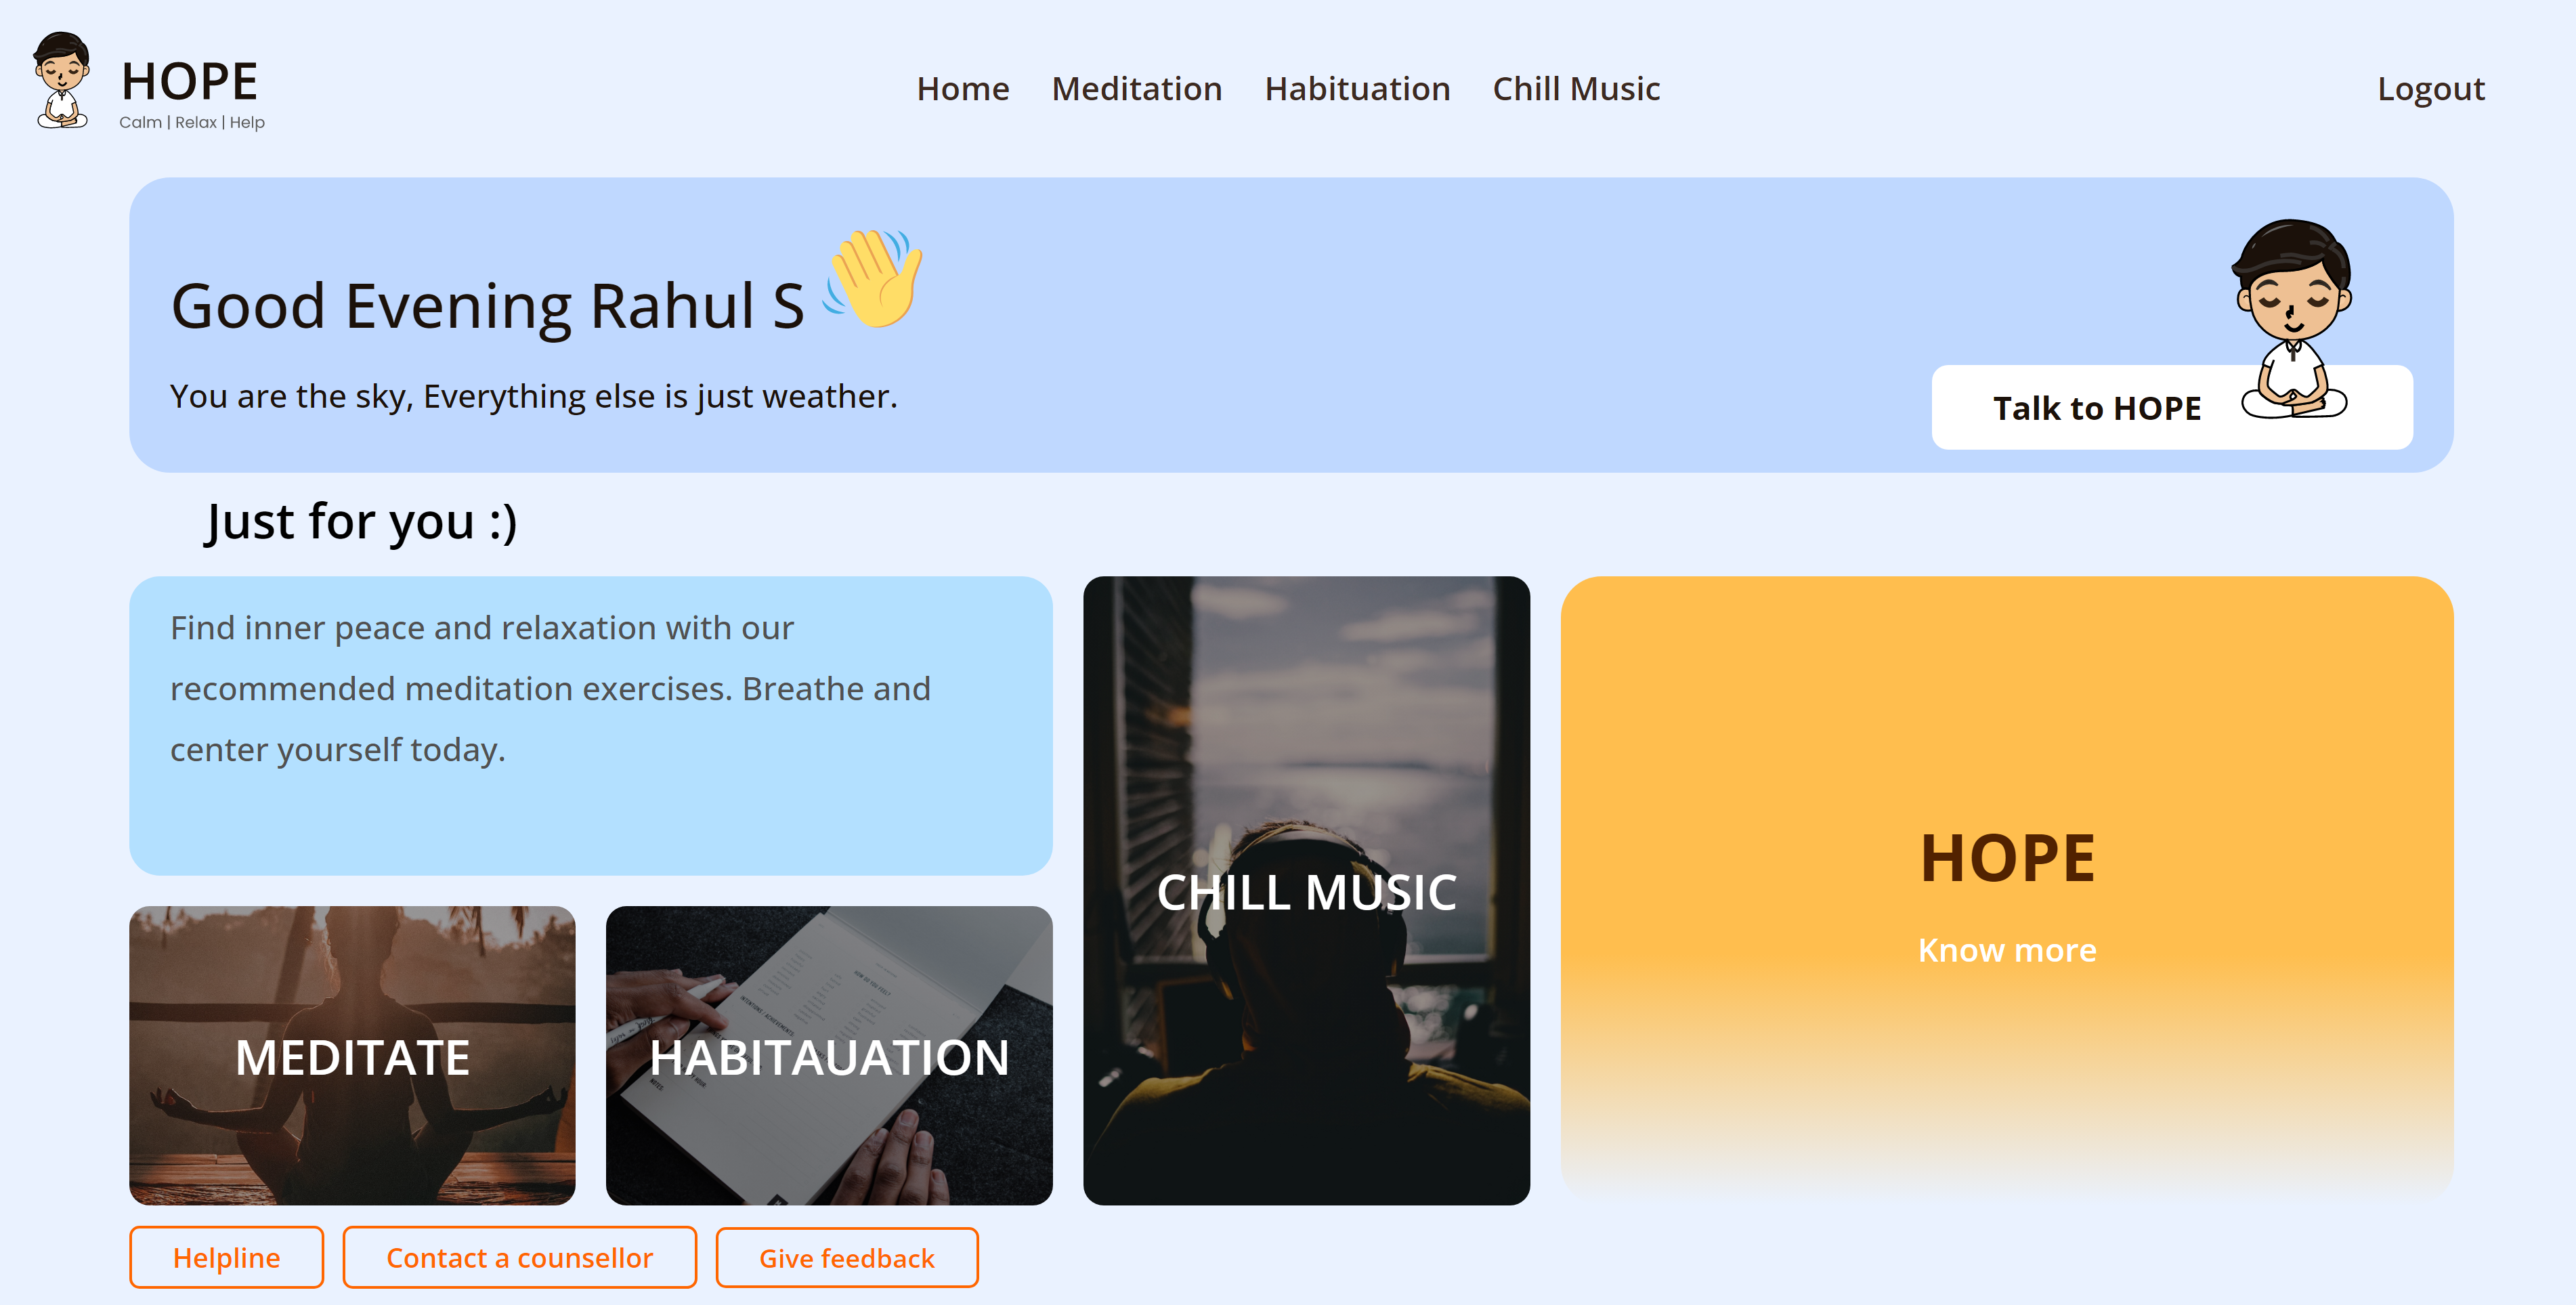 HOPE
Calm | Relax | Help
Home Meditation Habituation Chill Music
Logout
Good Evening Rahul S
You are the sky, Everything else is just weather.
Talk to HOPE
Just for you :)
Find inner peace and relaxation with our
recommended meditation exercises. Breathe and
center yourself today.
MEDITATE
HABITAUATION
CHILL MUSIC
HOPE
Know more
Helpline
Contact a counsellor
Give feedback